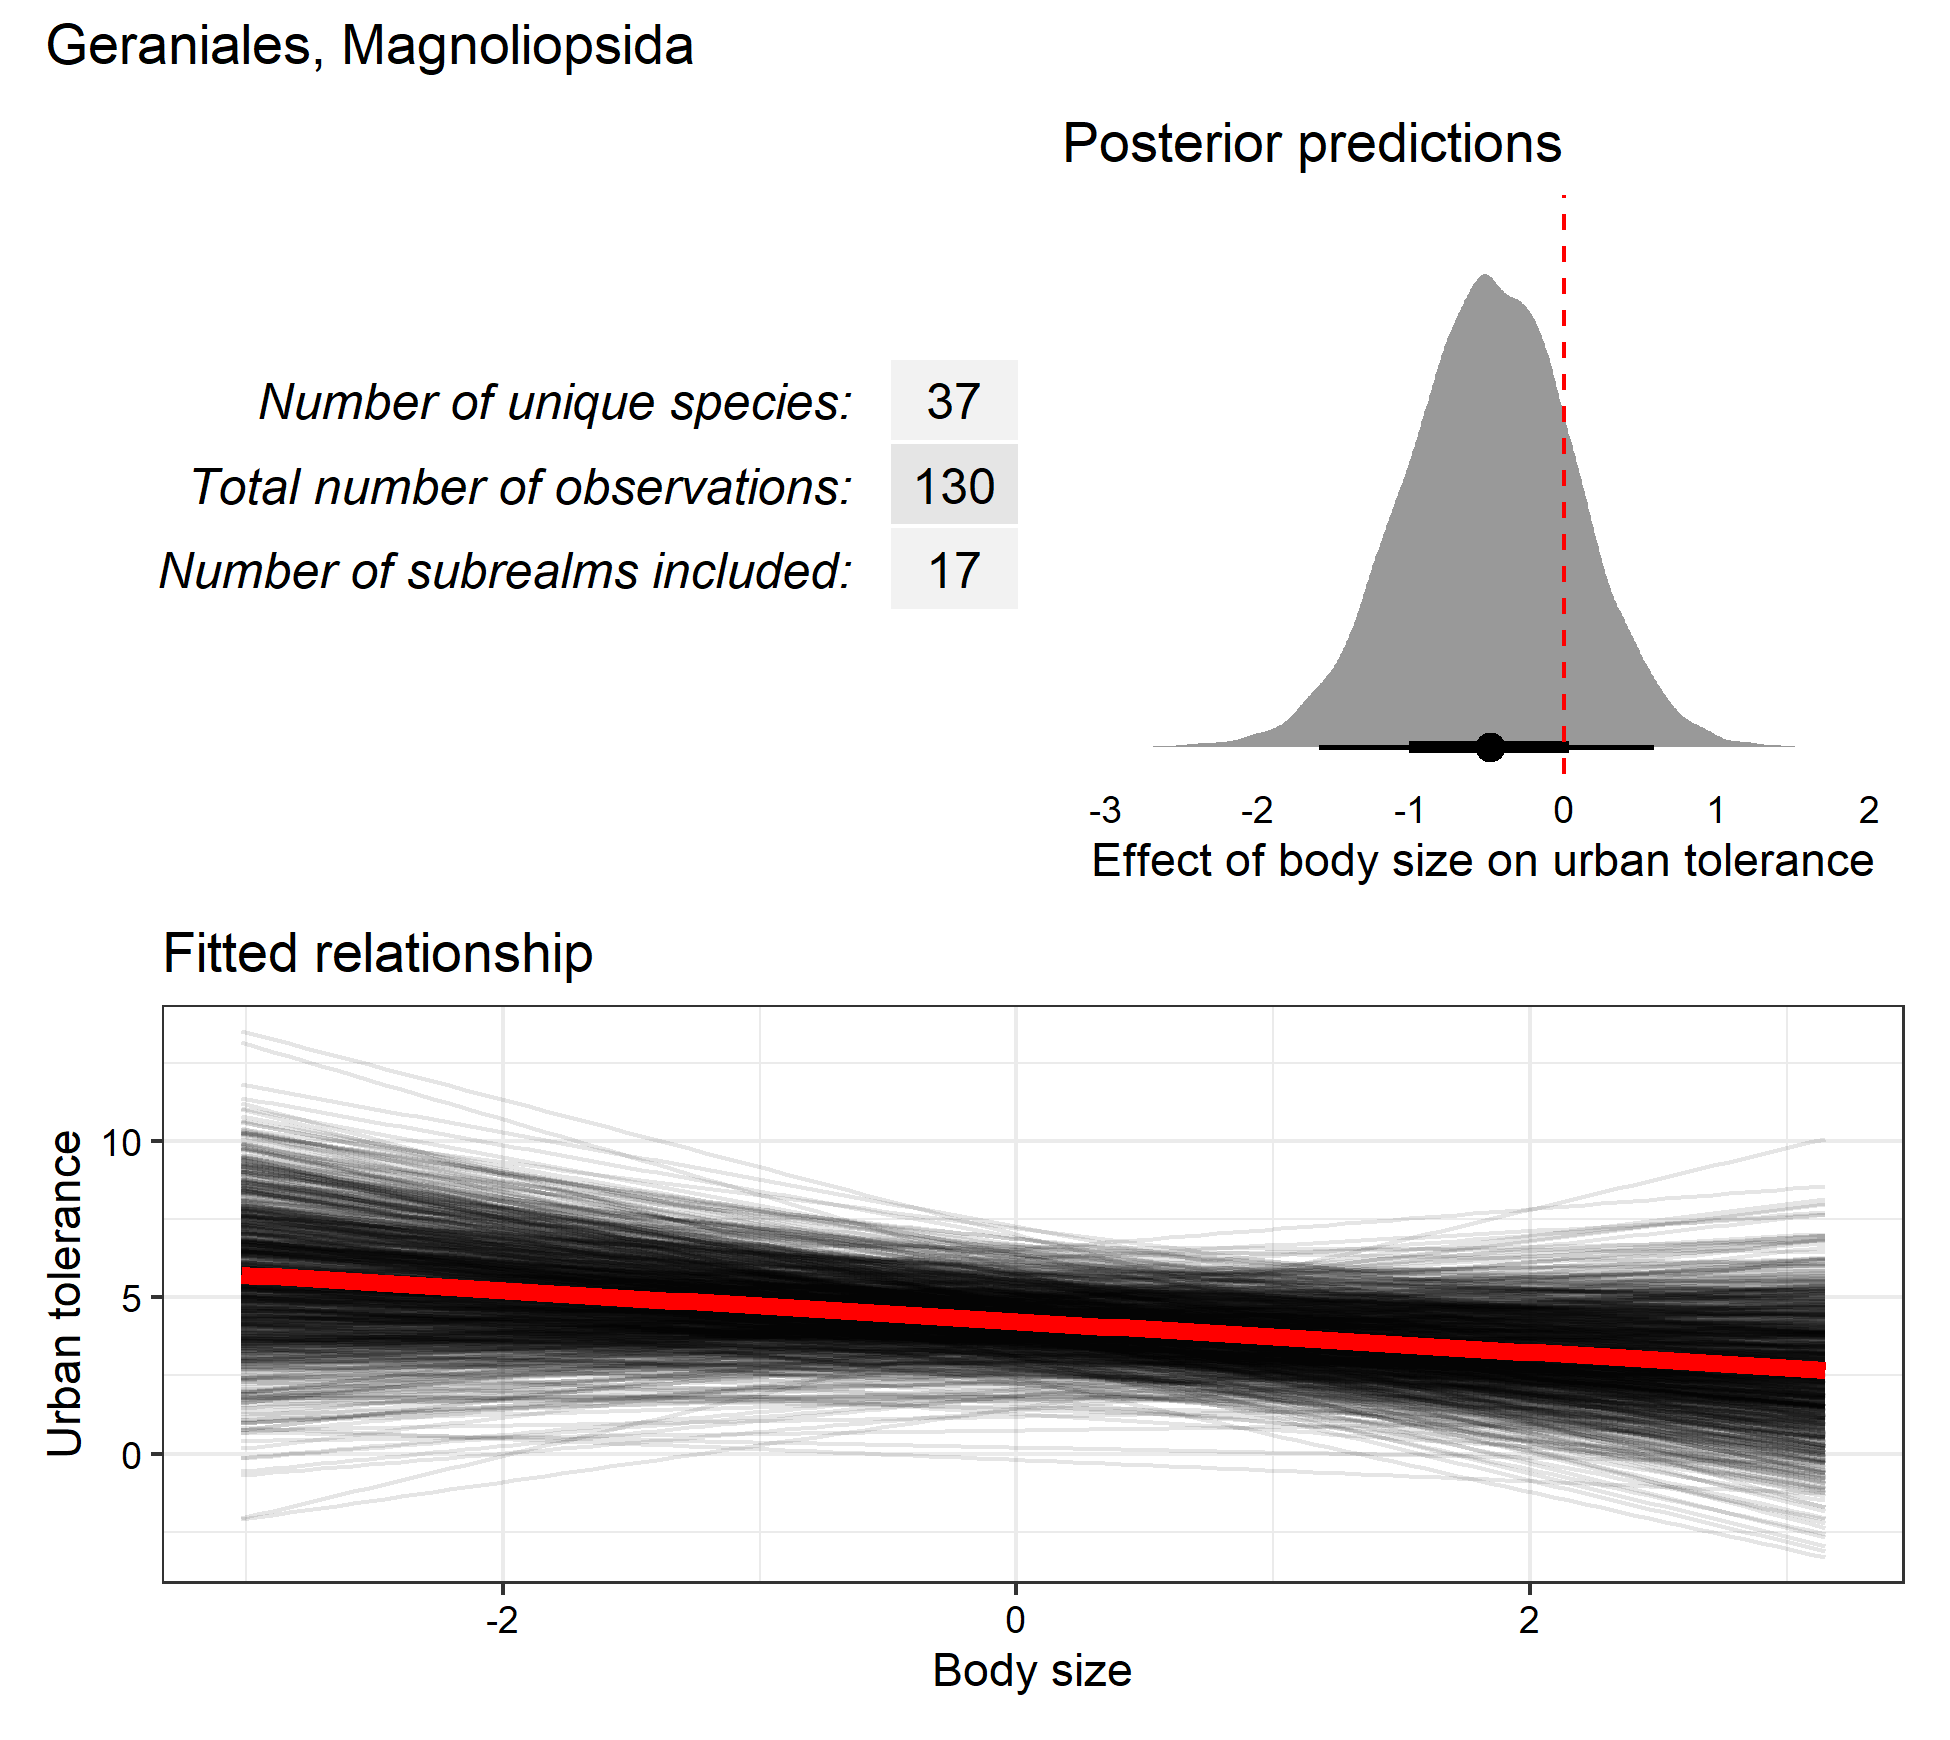 Geraniales, Magnoliopsida
Posterior predictions
Number of unique species: 37
Total number of observations: 130
Number of subrealms included: 17
-3 -2 -1 0 1 2
Effect of body size on urban tolerance
Fitted relationship
Urban tolerance
10
5
0
-2 0 2
Body size